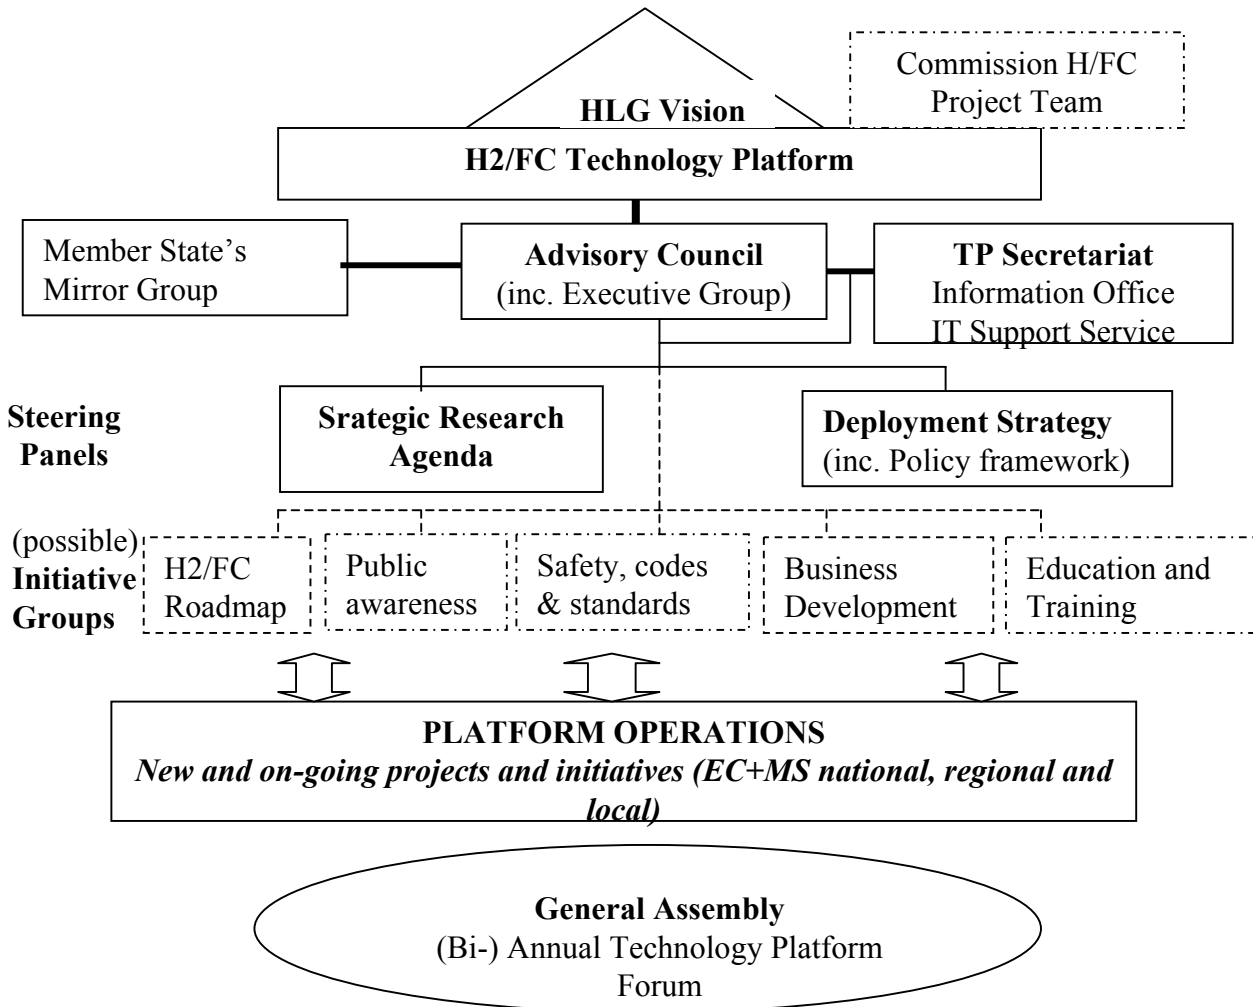 Commission H/FC
Project Team
HLG Vision
H2/FC Technology Platform
Member State’s
Mirror Group
Advisory Council
(inc. Executive Group)
TP Secretariat
Information Office
IT Support Service
Steering
Panels
Srategic Research
Agenda
Deployment Strategy
(inc. Policy framework)
(possible)
Initiative
Groups
H2/FC
Roadmap
Public
awareness
Safety, codes
& standards
Business
Development
Education and
Training
PLATFORM OPERATIONS
New and on-going projects and initiatives (EC+MS national, regional and
local)
General Assembly
(Bi-) Annual Technology Platform
Forum